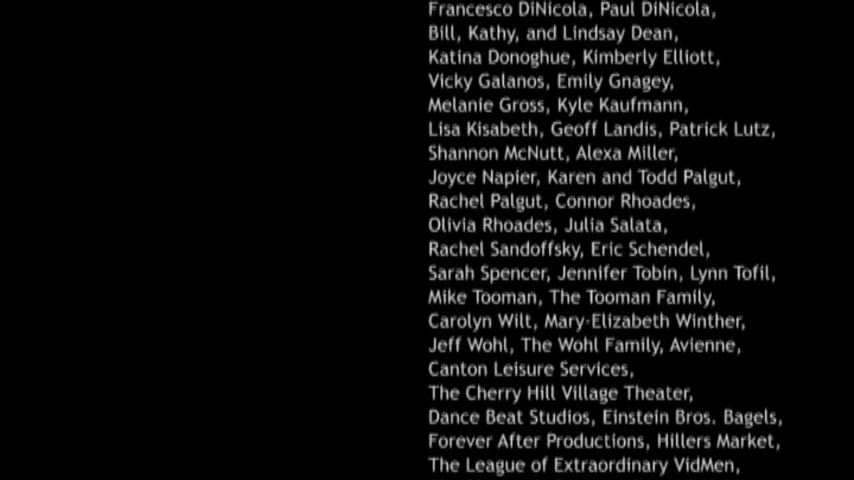 Francesco DiNicola, Paul DiNicola,
Bill, Kathy, and Lindsay Dean,
Katina Donoghue, Kimberly Elliott,
Vicky Galanos, Emily Gnagey,
Melanie Gross, Kyle Kaufmann,
Lisa Kisabeth, Geoff Landis, Patrick Lutz,
Shannon McNutt, Alexa Miller,
Joyce Napier, Karen and Todd Palgut,
Rachel Palgut, Connor Rhoades,
Olivia Rhoades, Julia Salata,
Rachel Sandoffsky, Eric Schendel,
Sarah Spencer, Jennifer Tobin, Lynn Tofil,
Mike Tooman, The Tooman Family,
Carolyn Wilt, Mary-Elizabeth Winther,
Jeff Wohl, The Wohl Family, Avienne,
Canton Leisure Services,
The Cherry Hill Village Theater,
Dance Beat Studios, Einstein Bros. Bagels,
Forever After Productions, Hillers Market,
The League of Extraordinary VidMen,